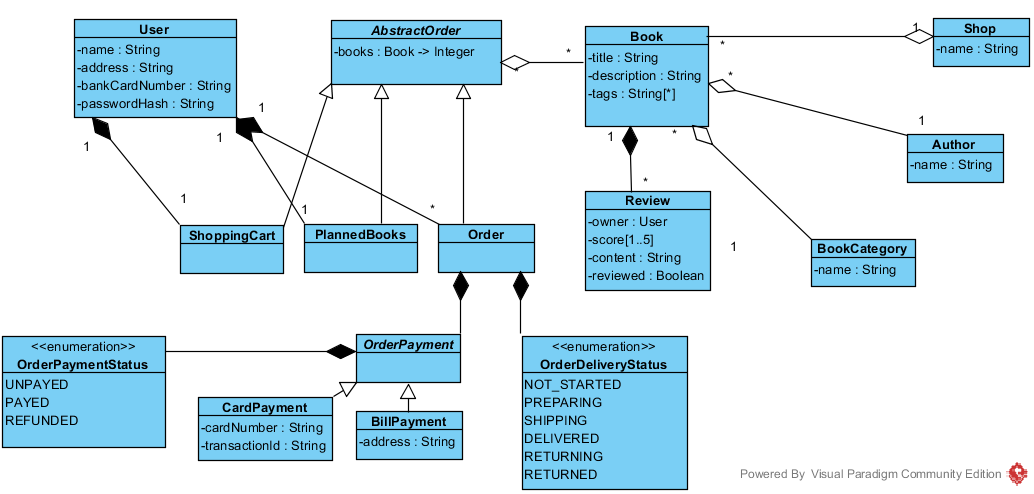 User
-name : String
-address : String
-bankCardNumber : String
-passwordHash : String
AbstractOrder
-books : Book -> Integer
Book
-title : String
-description : String
-tags : String[*]
Shop
-name : String
Author
-name : String
BookCategory
-name : String
Review
-owner : User
-score[1..5]
-content : String
-reviewed : Boolean
ShoppingCart
PlannedBooks
Order
OrderPayment
<<enumeration>>
OrderPaymentStatus
UNPAYED
PAYED
REFUNDED
CardPayment
-cardNumber : String
-transactionId : String
BillPayment
-address : String
<<enumeration>>
OrderDeliveryStatus
NOT_STARTED
PREPARING
SHIPPING
DELIVERED
RETURNING
RETURNED
1
1
1
1
1
*
*
*
*
1
*
1
*
1
1
*
Powered By Visual Paradigm Community Edition